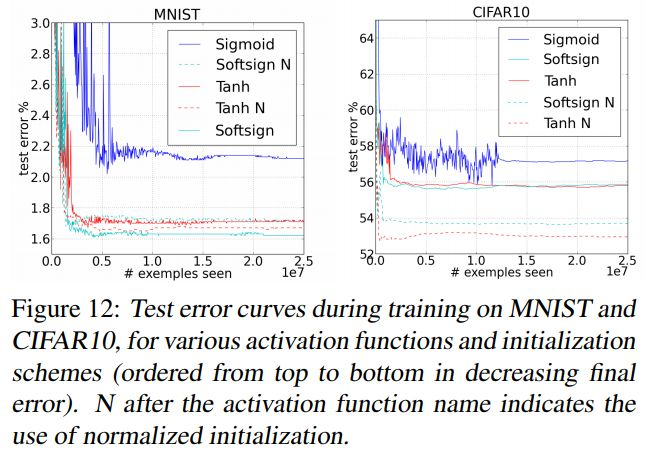 MNIST
3.0
2.8
2.6
2.4
2.2
2.0
1.8
1.6
test error %
Sigmoid
Softsign N
Tanh
Tanh N
Softsign
0.0 0.5 1.0 1.5 2.0 2.5
# exemples seen 1e7
CIFAR10
64
62
60
58
56
54
52
test error %
Sigmoid
Softsign
Tanh
Softsign N
Tanh N
0.0 0.5 1.0 1.5 2.0 2.5
# exemples seen 1e7
Figure 12: Test error curves during training on MNIST and
CIFAR10, for various activation functions and initialization
schemes (ordered from top to bottom in decreasing final
error). N after the activation function name indicates the
use of normalized initialization.